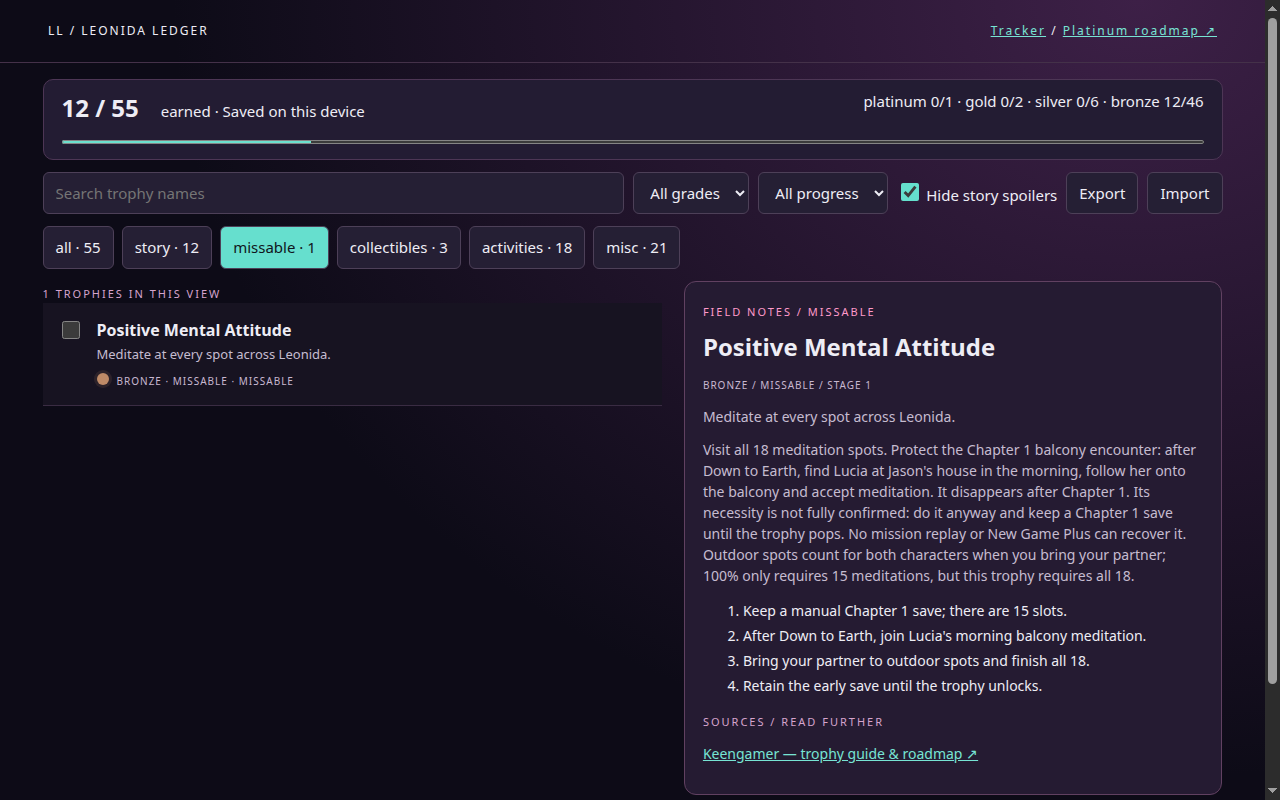 LL / LEONIDA LEDGER
Tracker / Platinum roadmap ↗
12 / 55 earned · Saved on this device
platinum 0/1 · gold 0/2 · silver 0/6 · bronze 12/46
Search trophy names
All grades
All progress
Hide story spoilers
Export
Import
all · 55
story · 12
missable · 1
collectibles · 3
activities · 18
misc · 21
1 TROPHIES IN THIS VIEW
Positive Mental Attitude
Meditate at every spot across Leonida.
BRONZE · MISSABLE · MISSABLE
FIELD NOTES / MISSABLE
Positive Mental Attitude
BRONZE / MISSABLE / STAGE 1
Meditate at every spot across Leonida.
Visit all 18 meditation spots. Protect the Chapter 1 balcony encounter: after
Down to Earth, find Lucia at Jason's house in the morning, follow her onto
the balcony and accept meditation. It disappears after Chapter 1. Its
necessity is not fully confirmed: do it anyway and keep a Chapter 1 save
until the trophy pops. No mission replay or New Game Plus can recover it.
Outdoor spots count for both characters when you bring your partner;
100% only requires 15 meditations, but this trophy requires all 18.
1. Keep a manual Chapter 1 save; there are 15 slots.
2. After Down to Earth, join Lucia's morning balcony meditation.
3. Bring your partner to outdoor spots and finish all 18.
4. Retain the early save until the trophy unlocks.
SOURCES / READ FURTHER
Keengamer — trophy guide & roadmap ↗